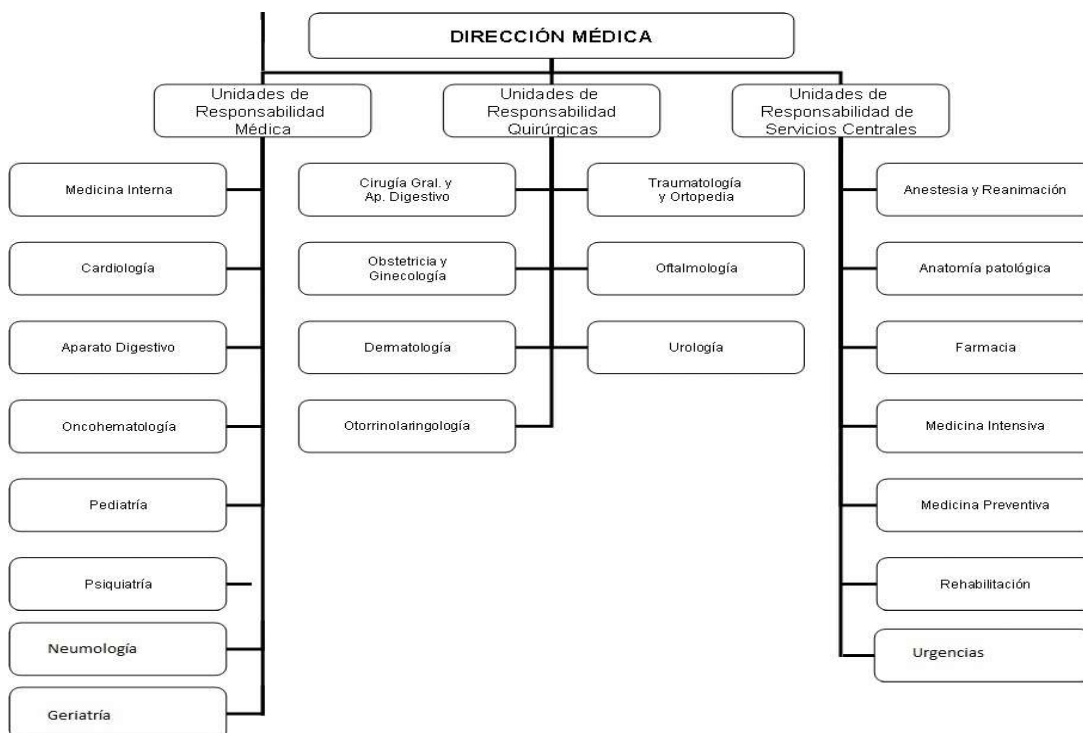 DIRECCIÓN MÉDICA
Unidades de
Responsabilidad
Médica
Unidades de
Responsabilidad
Quirúrgicas
Unidades de
Responsabilidad de
Servicios Centrales
Medicina Interna
Cardiología
Aparato Digestivo
Oncohematología
Pediatría
Psiquiatría
Neumología
Geriatría
Cirugía Gral. y
Ap. Digestivo
Obstetricia y
Ginecología
Dermatología
Otorrinolaringología
Traumatología
y Ortopedia
Oftalmología
Urología
Anestesia y Reanimación
Anatomía patológica
Farmacia
Medicina Intensiva
Medicina Preventiva
Rehabilitación
Urgencias